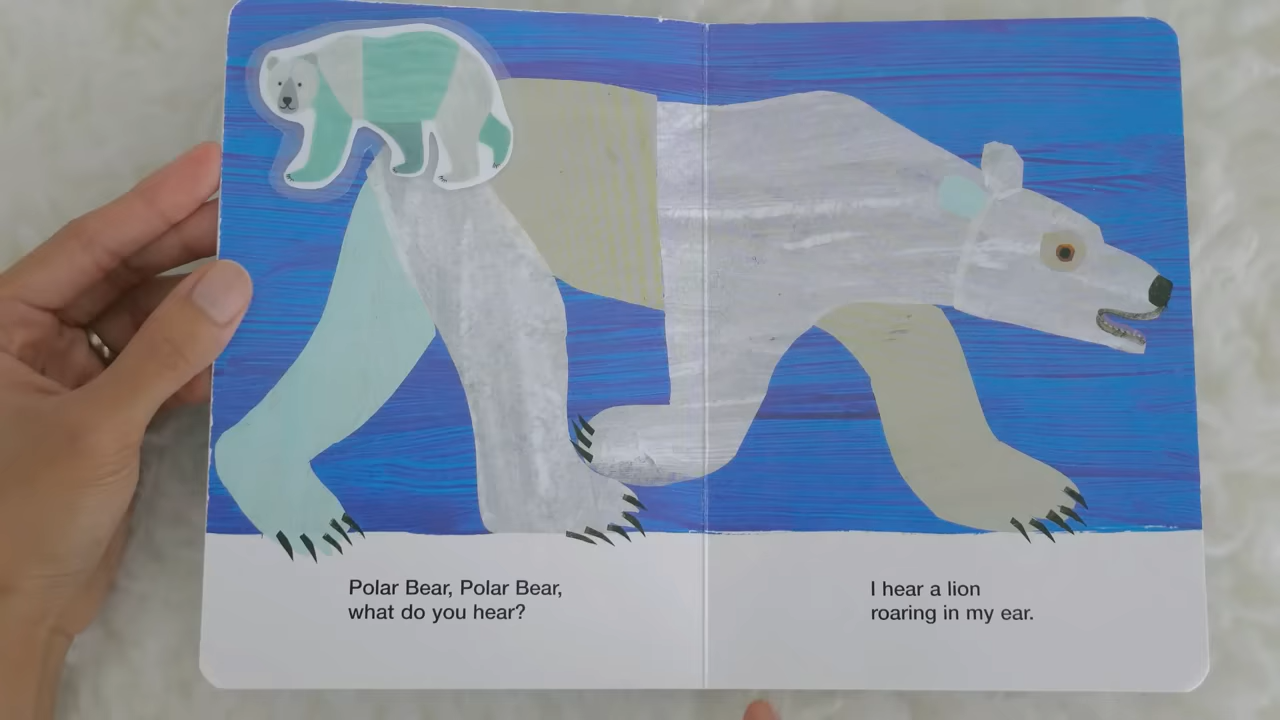 Polar Bear, Polar Bear,
what do you hear?
I hear a lion
roaring in my ear.